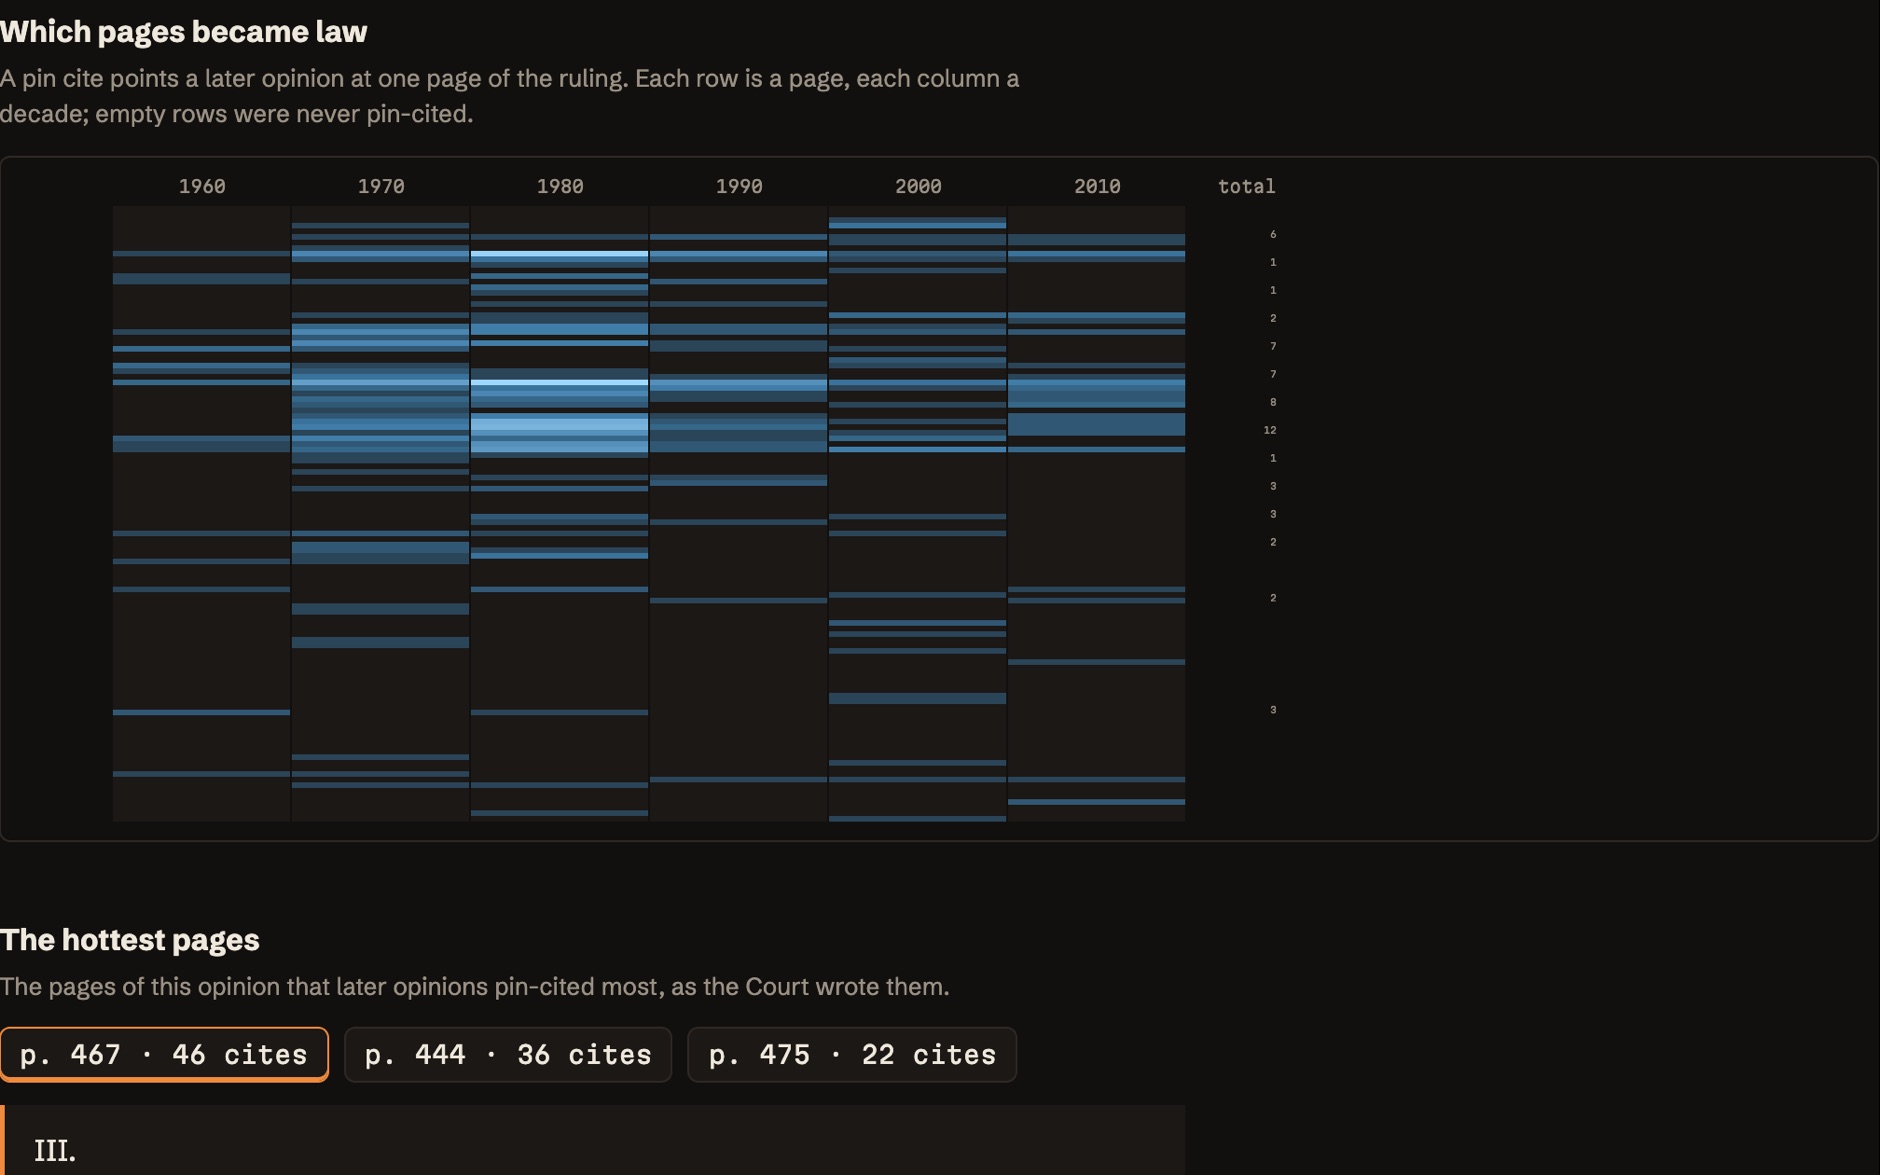 Which pages became law
A pin cite points a later opinion at one page of the ruling. Each row is a page, each column a
decade; empty rows were never pin-cited.
1960 1970 1980 1990 2000 2010 total
6
1
1
2
7
7
8
12
1
3
3
2
2
3
The hottest pages
The pages of this opinion that later opinions pin-cited most, as the Court wrote them.
p. 467 · 46 cites p. 444 · 36 cites p. 475 · 22 cites
III.